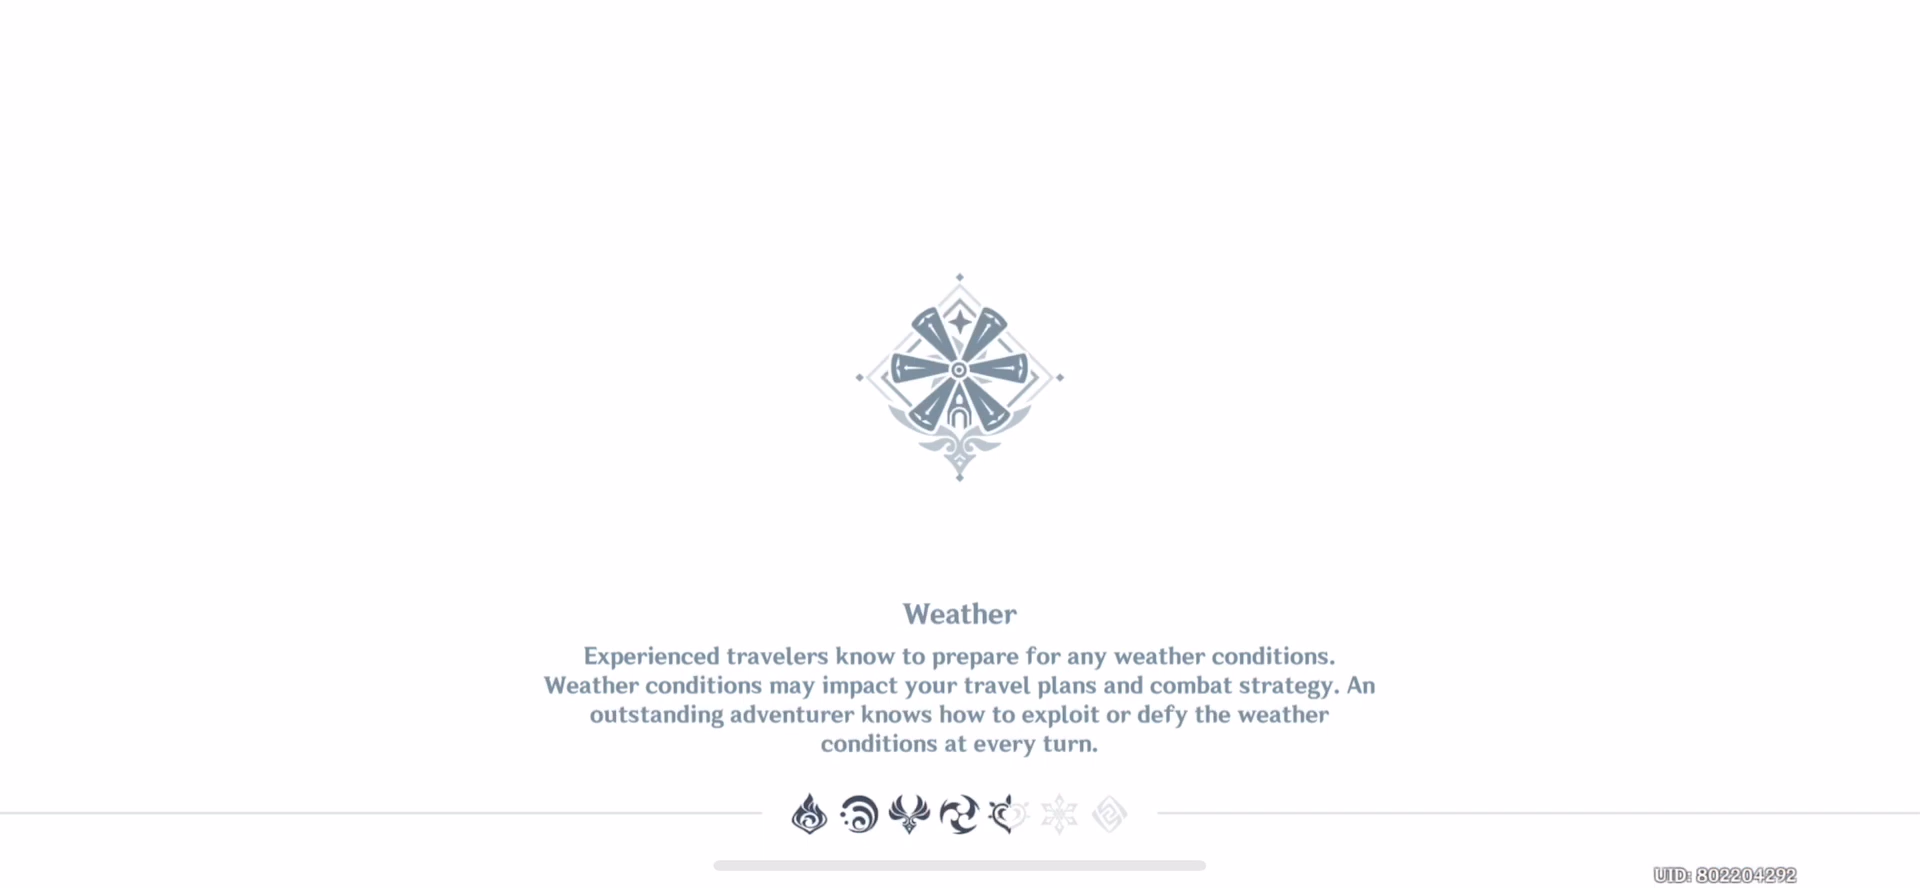 Weather
Experienced travelers know to prepare for any weather conditions.
Weather conditions may impact your travel plans and combat strategy. An
outstanding adventurer knows how to exploit or defy the weather
conditions at every turn.
UID: 802204292